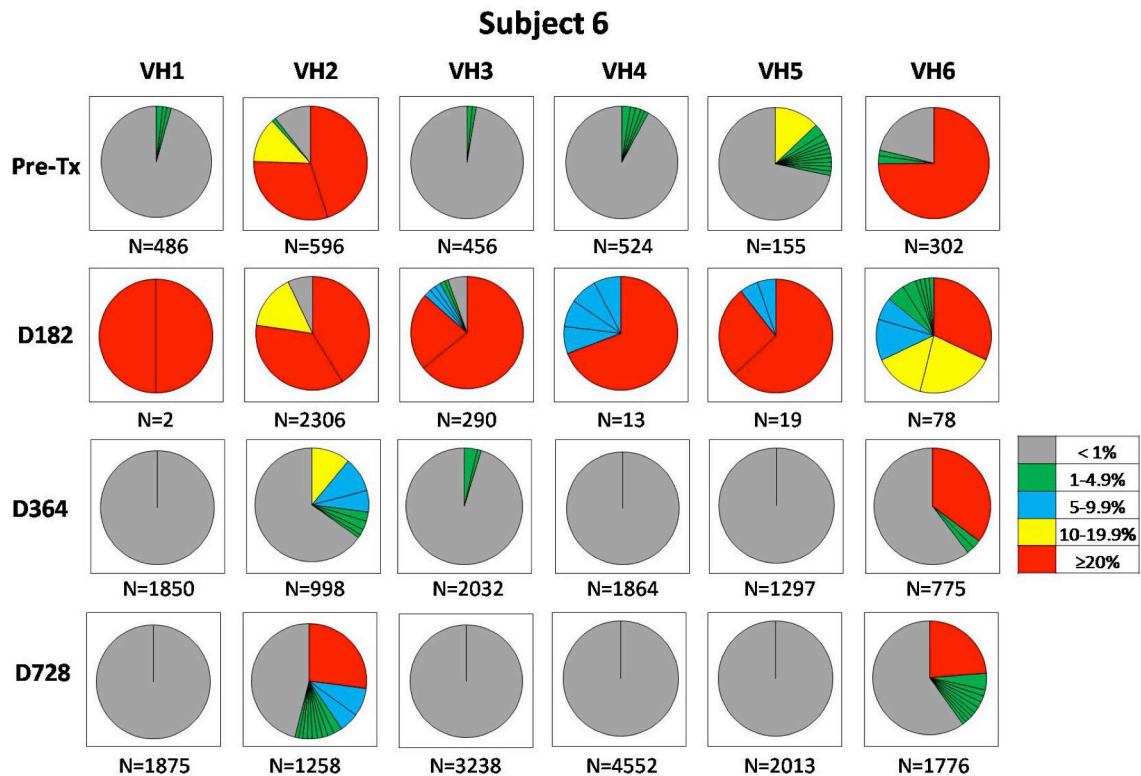 Subject 6
VH1 VH2 VH3 VH4 VH5 VH6
Pre-Tx
N=486 N=596 N=456 N=524 N=155 N=302
D182
N=2 N=2306 N=290 N=13 N=19 N=78
< 1%
1-4.9%
5-9.9%
10-19.9%
≥20%
D364
N=1850 N=998 N=2032 N=1864 N=1297 N=775
D728
N=1875 N=1258 N=3238 N=4552 N=2013 N=1776